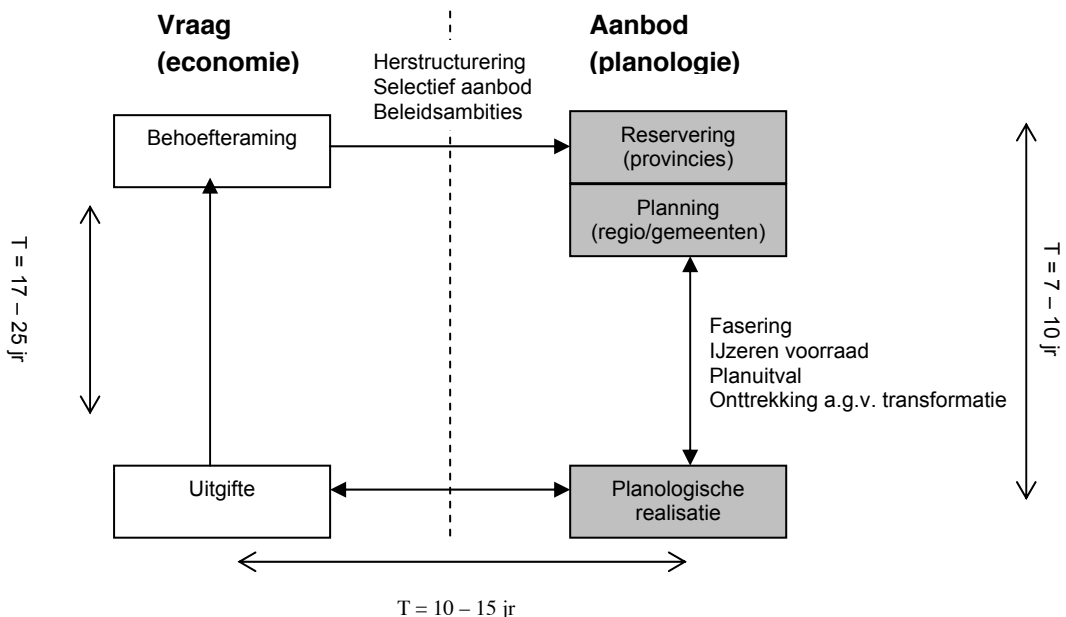 Vraag
(economie)
Aanbod
(planologie)
Herstructurering
Selectief aanbod
Beleidsambities
Behoefteraming
Reservering
(provincies)
Planning
(regio/gemeenten)
T = 17 – 25 jr
T = 7 – 10 jr
Fasering
IJzeren voorraad
Planuitval
Onttrekking a.g.v. transformatie
Uitgifte
Planologische
realisatie
T = 10 – 15 jr